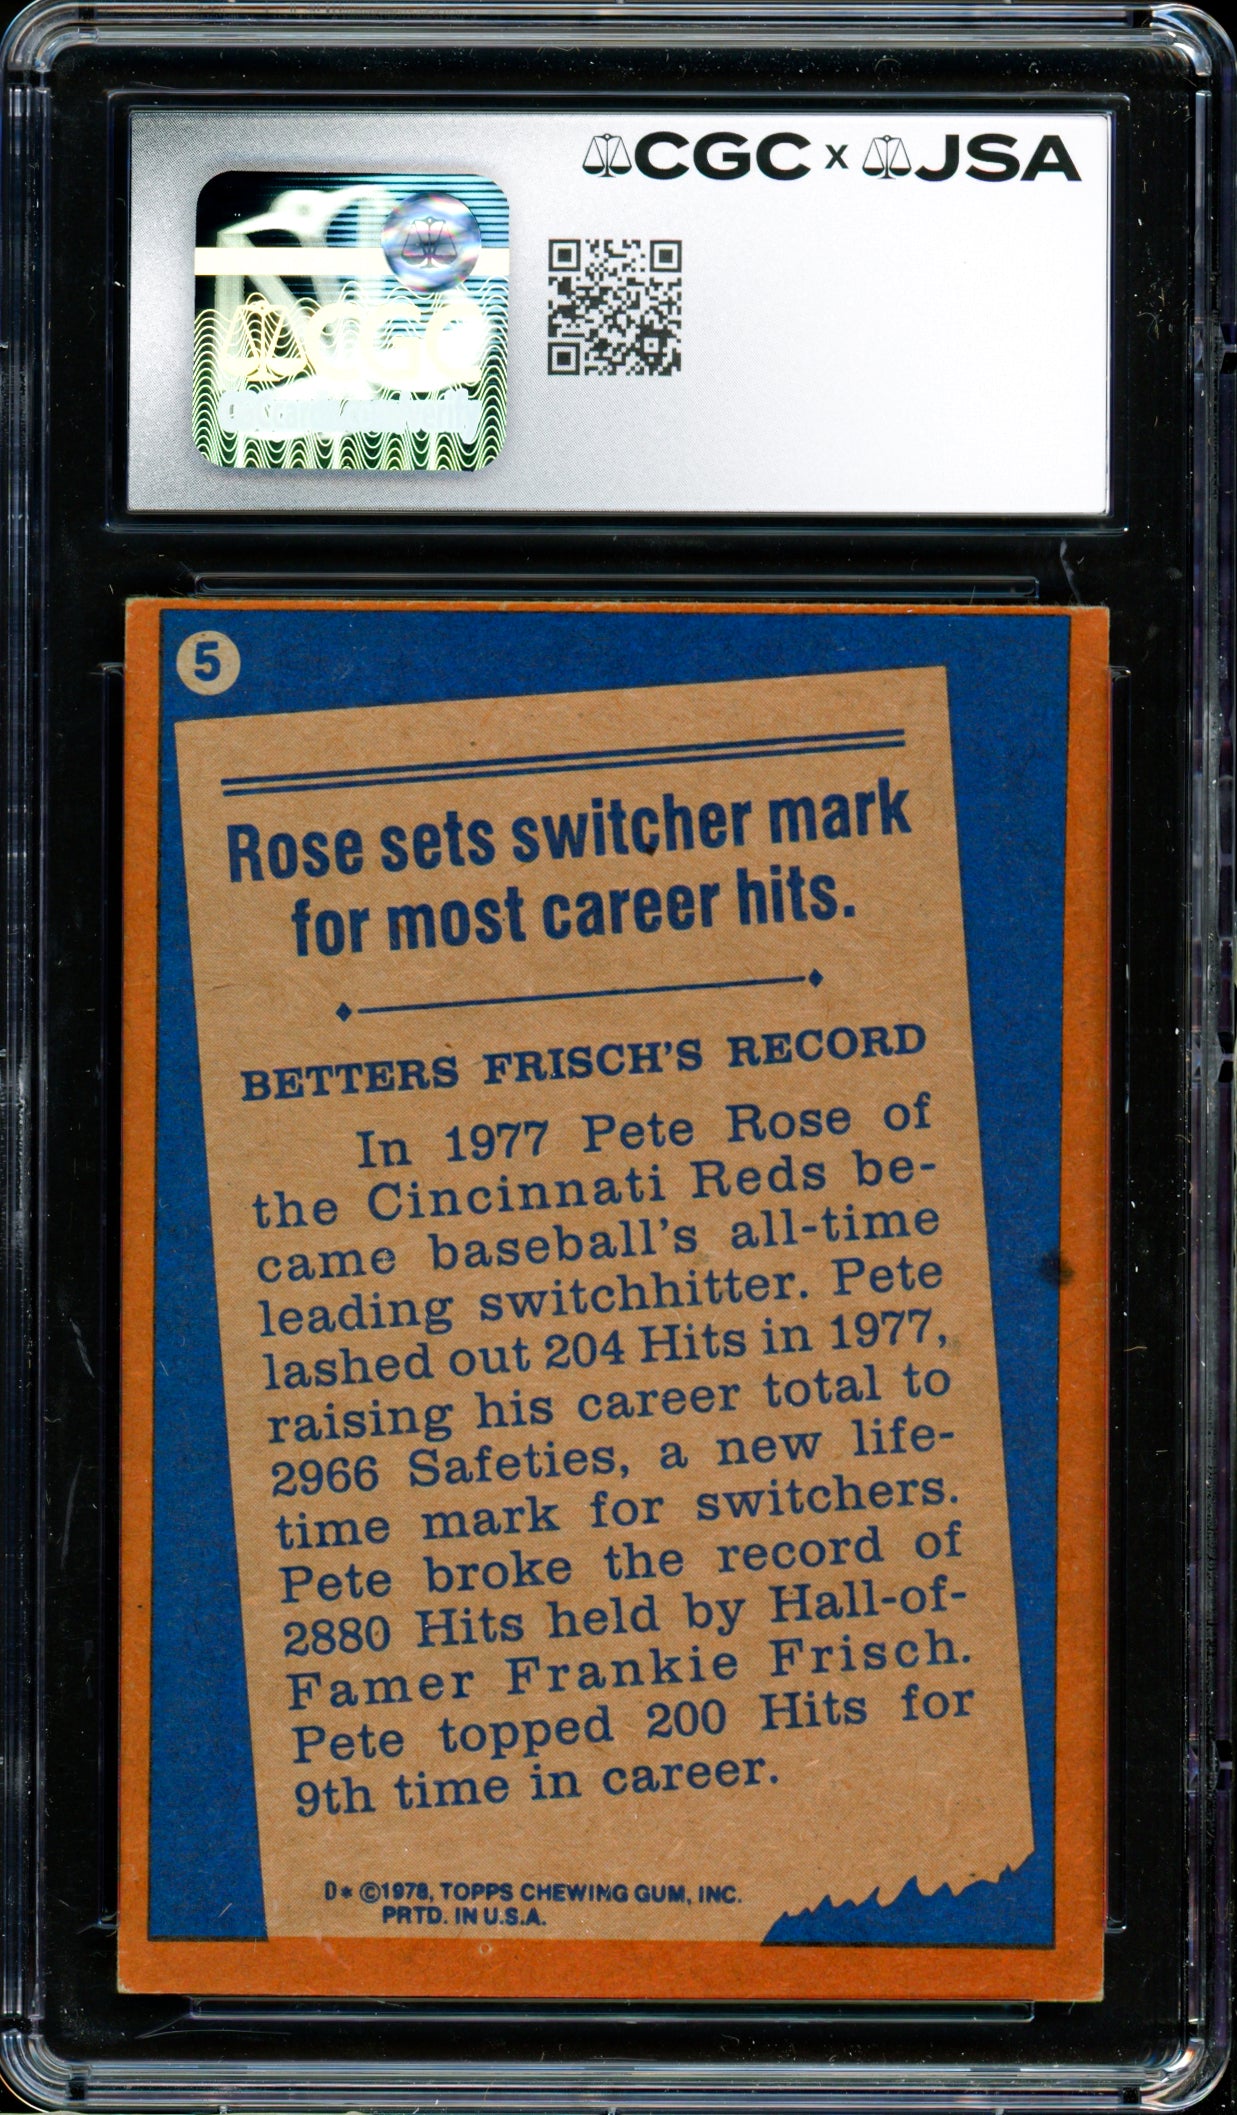 CGC x JSA
CGC
5
Rose sets switcher mark
for most career hits.
BETTERS FRISCH'S RECORD
In 1977 Pete Rose of
the Cincinnati Reds be-
came baseball's all-time
leading switchhitter. Pete
lashed out 204 Hits in 1977,
raising his career total to
2966 Safeties, a new life-
time mark for switchers.
Pete broke the record of
2880 Hits held by Hall-of-
Famer Frankie Frisch.
Pete topped 200 Hits for
9th time in career.
D* ©1978, TOPPS CHEWING GUM, INC.
PRTD. IN U.S.A.